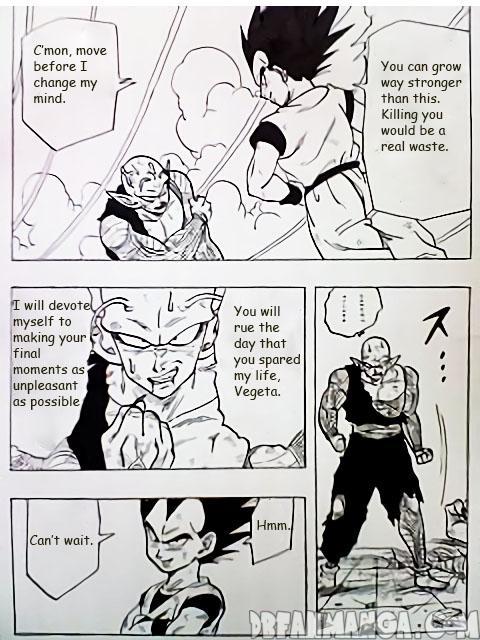 You can grow
way stronger
than this.
Killing you
would be a
real waste.
C'mon, move
before I
change my
mind.
ス…
You will
rue the
day that
you spared
my life,
Vegeta.
I will devote
myself to
making your
final
moments as
unpleasant
as possible
Hmm.
Can't wait.